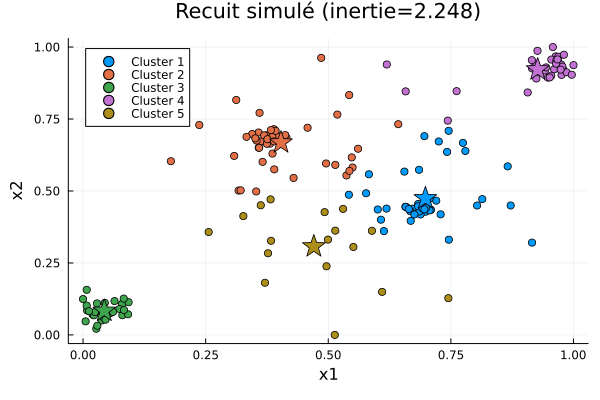 Recuit simulé (inertie=2.248)
Cluster 1
Cluster 2
Cluster 3
Cluster 4
Cluster 5
1.00
0.75
0.50
0.25
0.00
x2
0.00 0.25 0.50 0.75 1.00
x1